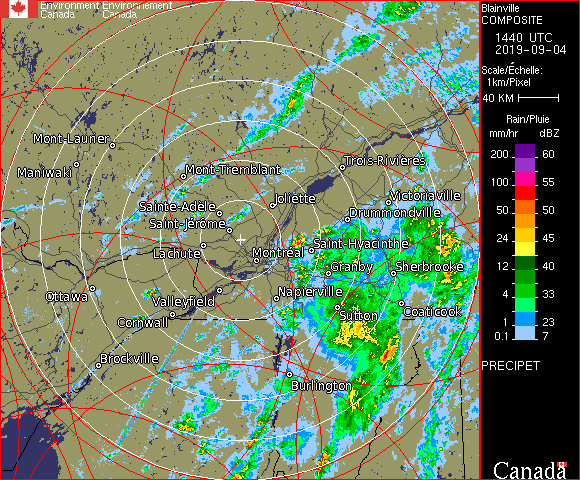 Environment Environnement
Canada Canada
Blainville
COMPOSITE
1440 UTC
2019-09-04
Scale/Échelle:
1km/Pixel
40 KM
Rain/Pluie
mm/hr dBZ
200 60
100 55
50 50
24 45
12 40
4 33
1 23
0.1 7
PRECIPET
Canada
Mont-Laurier
Maniwaki
Mont-Tremblant
Trois-Rivières
Sainte-Adele
Joliette
Victoriaville
Saint-Jérôme
Drummondville
Lachute
Montréal
Saint-Hyacinthe
Granby
Sherbrooke
Ottawa
Valleyfield
Napierville
Cornwall
Sutton
Coaticook
Brockville
Burlington